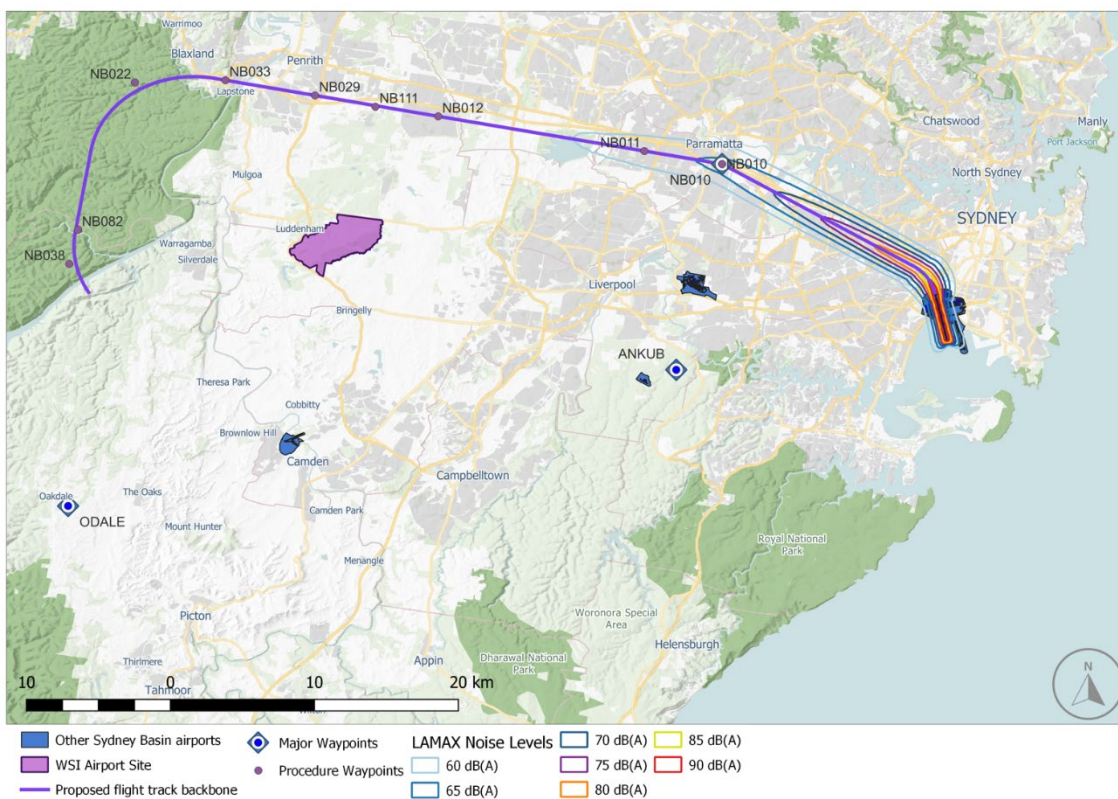 Warrimoo
Blaxland
NB022
NB033
Penrith
Lapstone
NB029
NB111
NB012
Chatswood
Manly
Port Jackson
Parramatta
NB011
NB010
NB010
North Sydney
Mulgoa
SYDNEY
NB082
Luddenham
Warragamba
Silverdale
NB038
Liverpool
Bringelly
ANKUB
Theresa Park
Cobbitty
Brownlow Hill
Camden
Campbelltown
Oakdale
The Oaks
ODALE
Camden Park
Mount Hunter
Royal National
Park
Menangle
Picton
Woronora Special
Area
Helensburgh
Appin
Dharawal National
Park
Thirlmere
Tahmoor
10 0 10 20 km
N
Other Sydney Basin airports
WSI Airport Site
Proposed flight track backbone
Major Waypoints
Procedure Waypoints
LAMAX Noise Levels
60 dB(A)
65 dB(A)
70 dB(A)
75 dB(A)
80 dB(A)
85 dB(A)
90 dB(A)